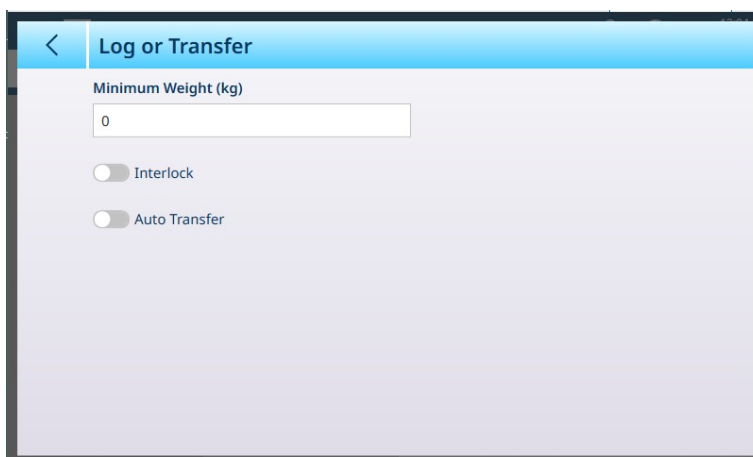 Log or Transfer
Minimum Weight (kg)
0
Interlock
Auto Transfer